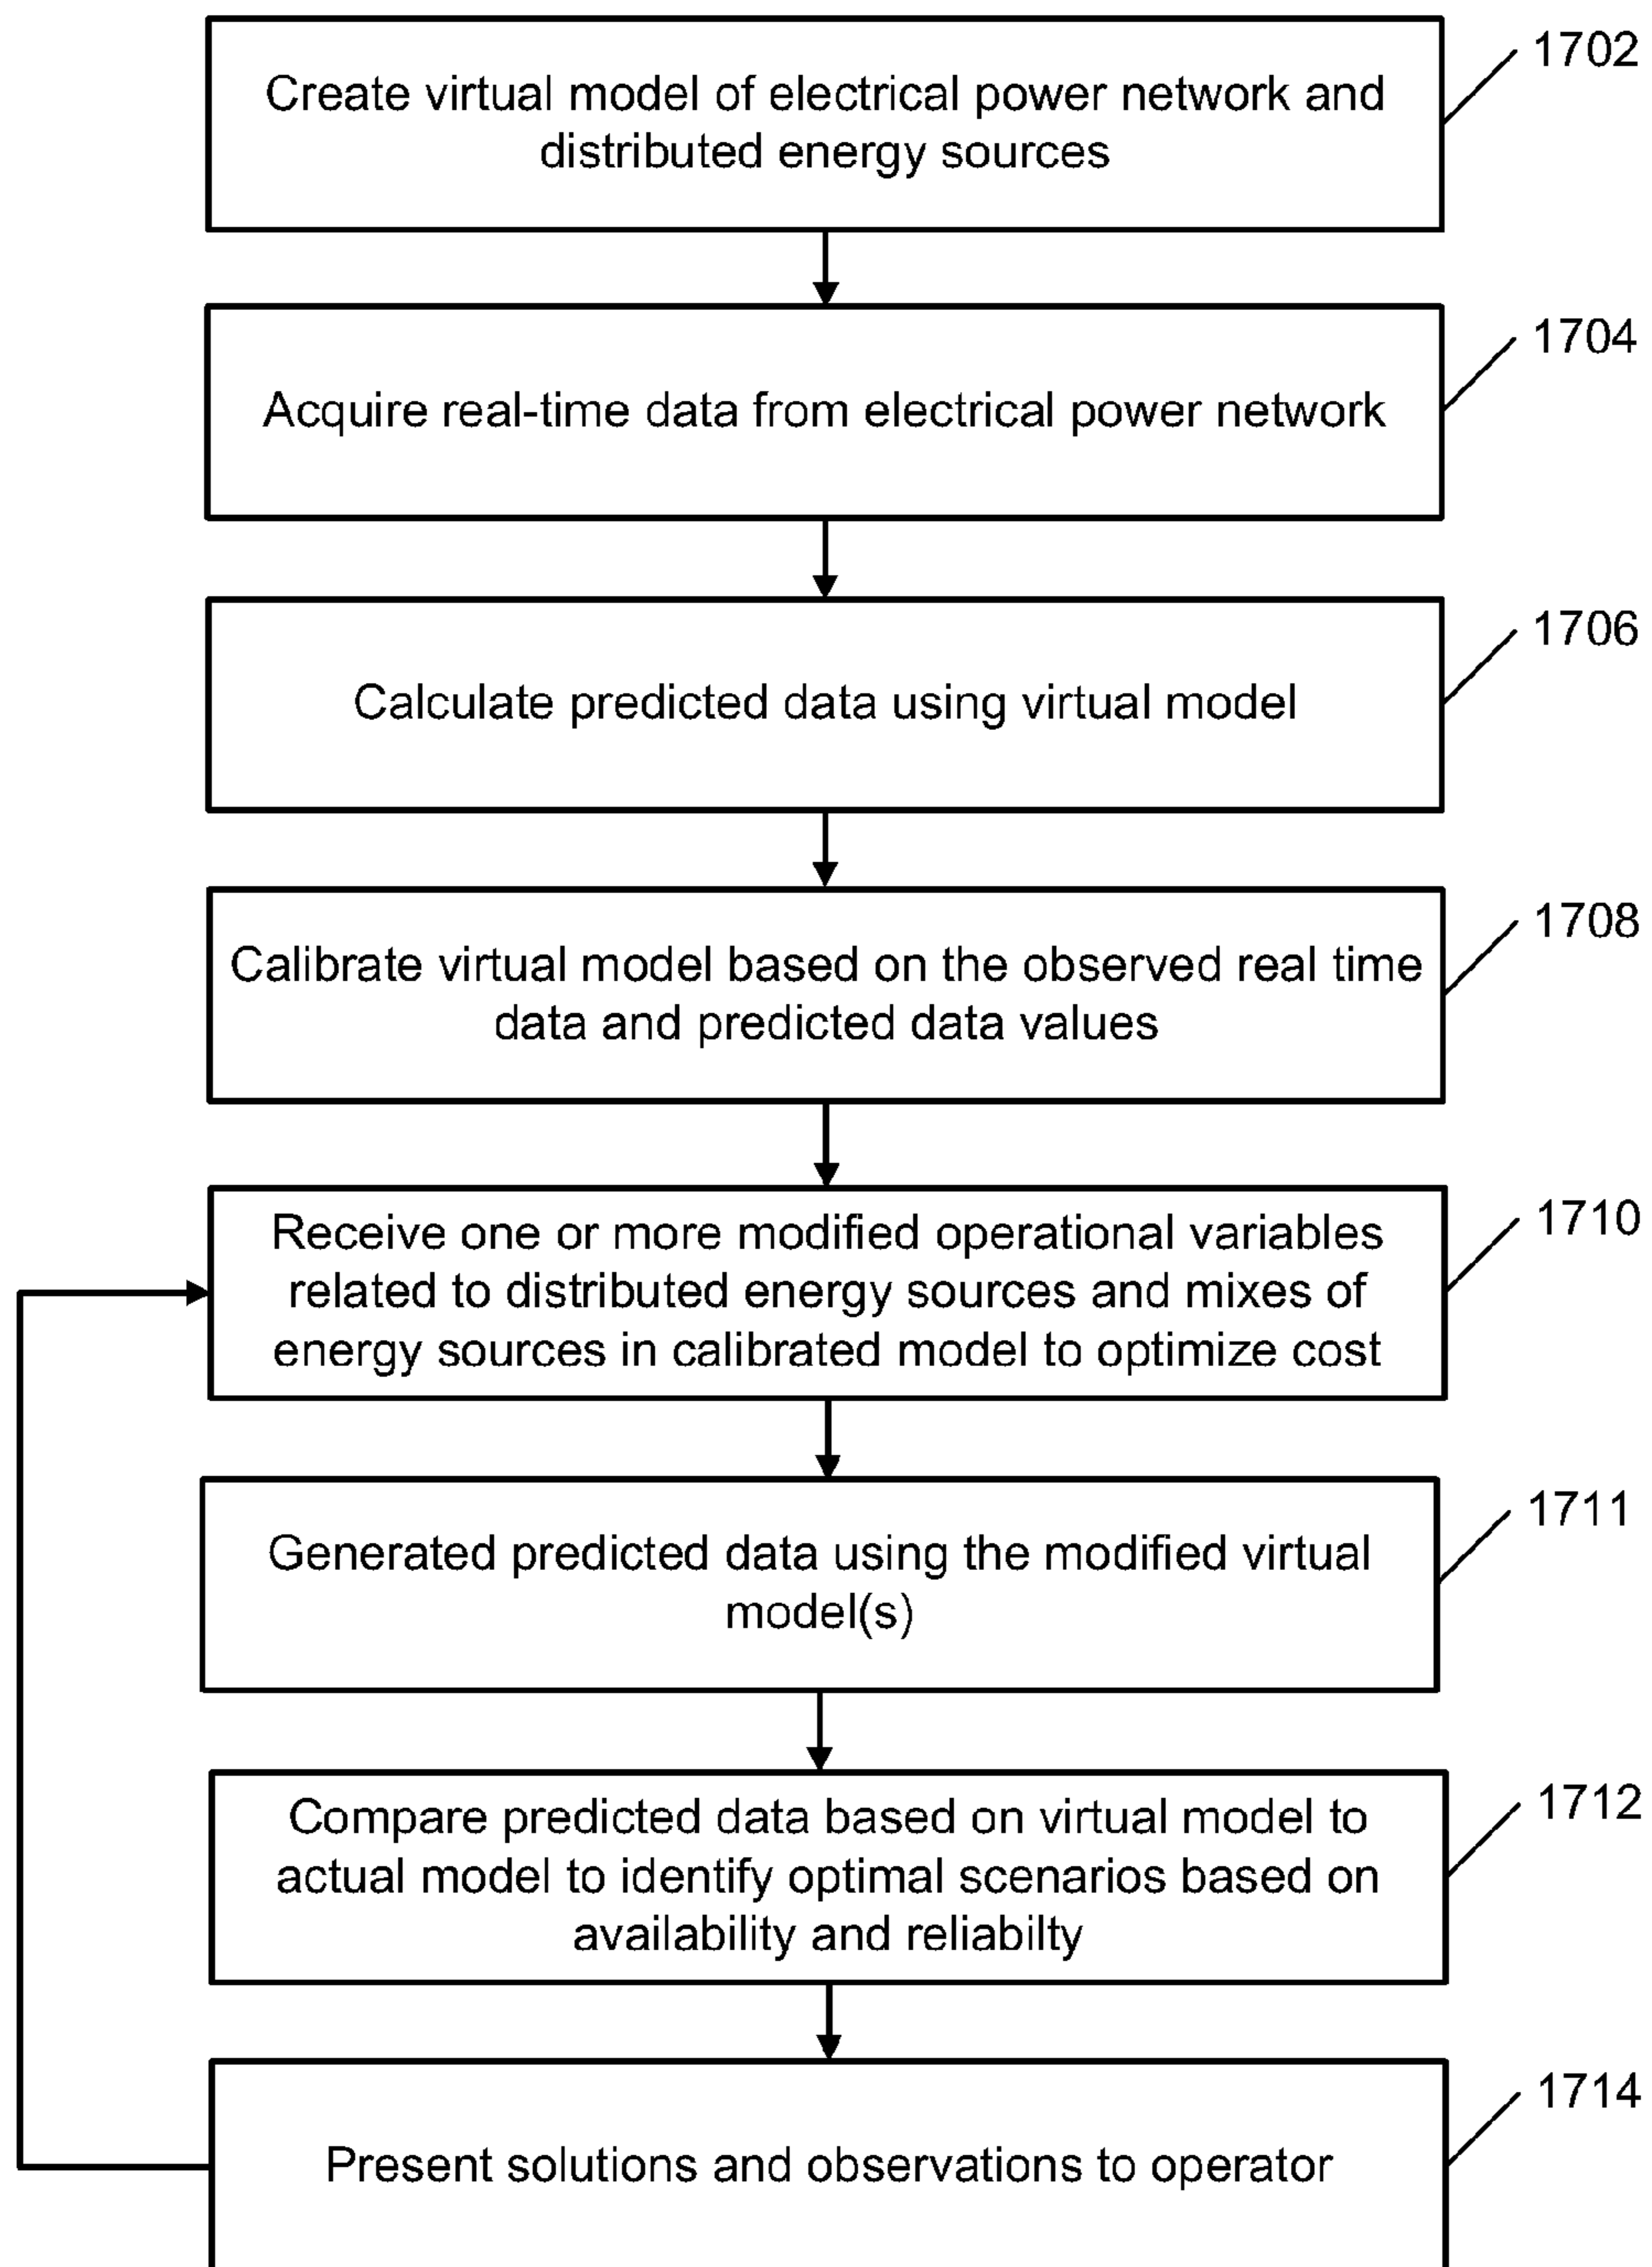 Create virtual model of electrical power network and
distributed energy sources
1702
Acquire real-time data from electrical power network
1704
Calculate predicted data using virtual model
1706
Calibrate virtual model based on the observed real time
data and predicted data values
1708
Receive one or more modified operational variables
related to distributed energy sources and mixes of
energy sources in calibrated model to optimize cost
1710
Generated predicted data using the modified virtual
model(s)
1711
Compare predicted data based on virtual model to
actual model to identify optimal scenarios based on
availability and reliabilty
1712
Present solutions and observations to operator
1714